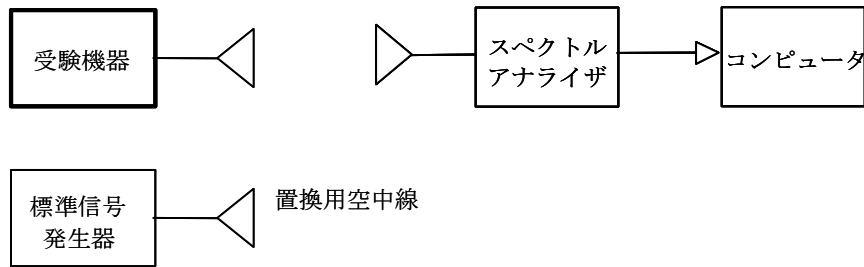 受験機器
スペクトル
アナライザ
コンピュータ
標準信号
発生器
置換用空中線